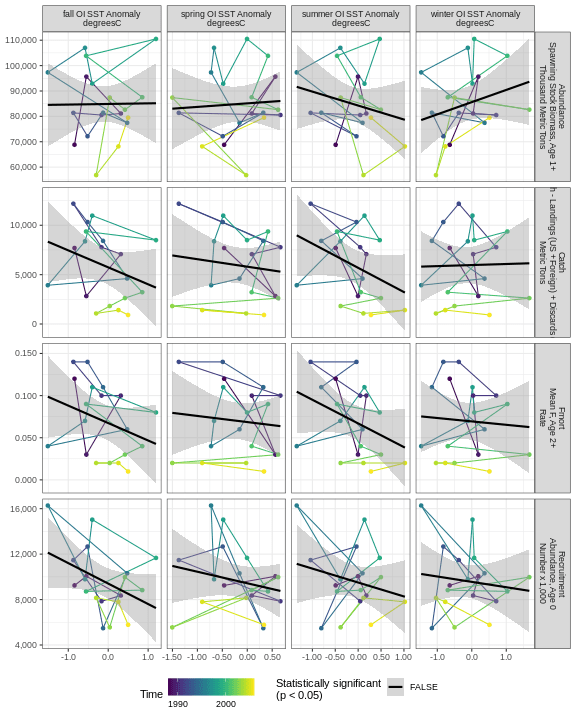 fall OI SST Anomaly
degreesC
spring OI SST Anomaly
degreesC
summer OI SST Anomaly
degreesC
winter OI SST Anomaly
degreesC
110,000
100,000
90,000
80,000
70,000
60,000
Abundance
Spawning Stock Biomass, Age 1+
Thousand Metric Tons
10,000
5,000
0
Catch
h - Landings (US +Foreign) + Discards
Metric Tons
0.150
0.100
0.050
0.000
Fmort
Mean F, Age 2+
Rate
16,000
12,000
8,000
4,000
Recruitment
Abundance, Age 0
Number x 1,000
-1.0 0.0 1.0
-1.50 -1.00 -0.50 0.00 0.50
-1.00 -0.50 0.00 0.50 1.00
-1.0 0.0 1.0
Time
1990 2000
Statistically significant
(p < 0.05)
FALSE